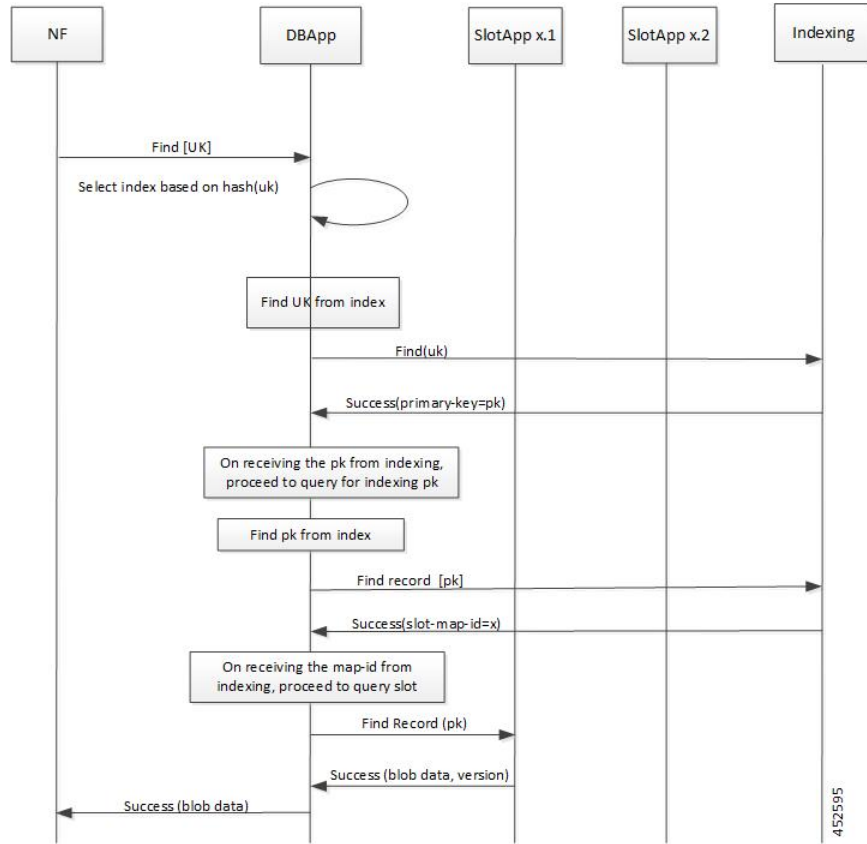 NF
DBApp
SlotApp x.1
SlotApp x.2
Indexing
Find [UK]
Select index based on hash(uk)
Find UK from index
Find(uk)
Success(primary-key=pk)
On receiving the pk from indexing,
proceed to query for indexing pk
Find pk from index
Find record [pk]
Success(slot-map-id=x)
On receiving the map-id from
indexing, proceed to query slot
Find Record (pk)
Success (blob data, version)
Success (blob data)
452595